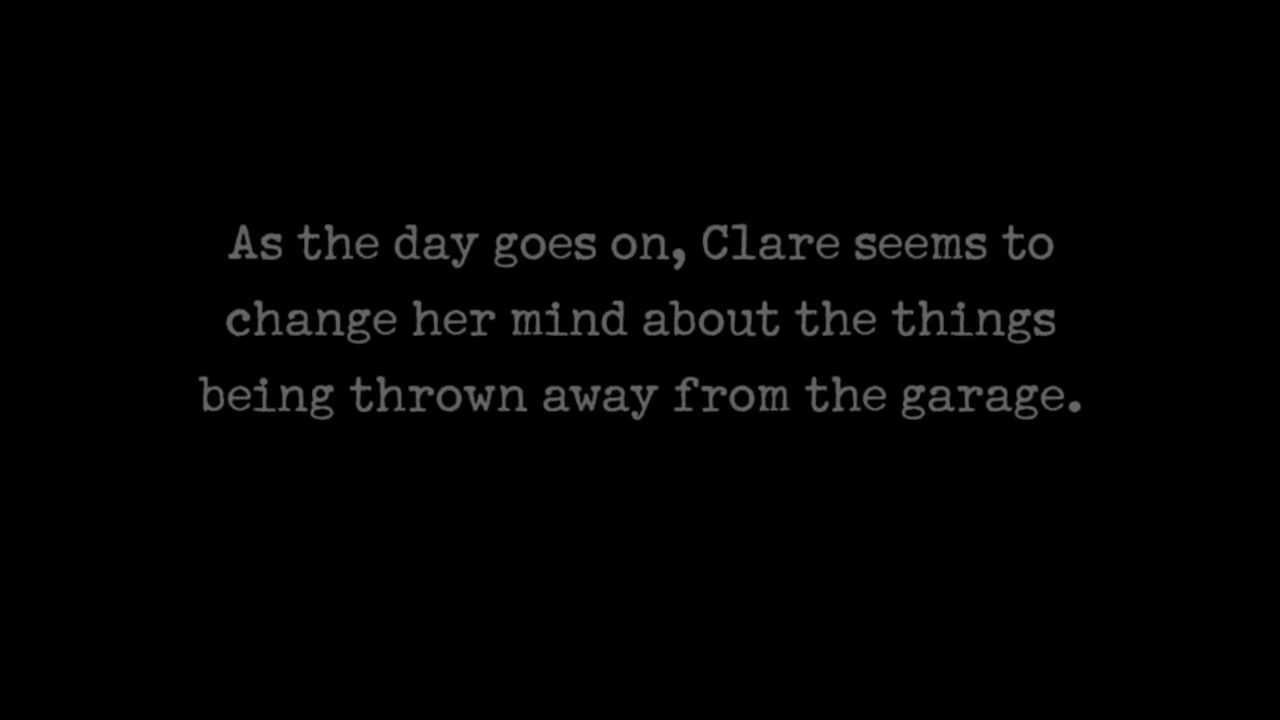 As the day goes on, Clare seems to
change her mind about the things
being thrown away from the garage.